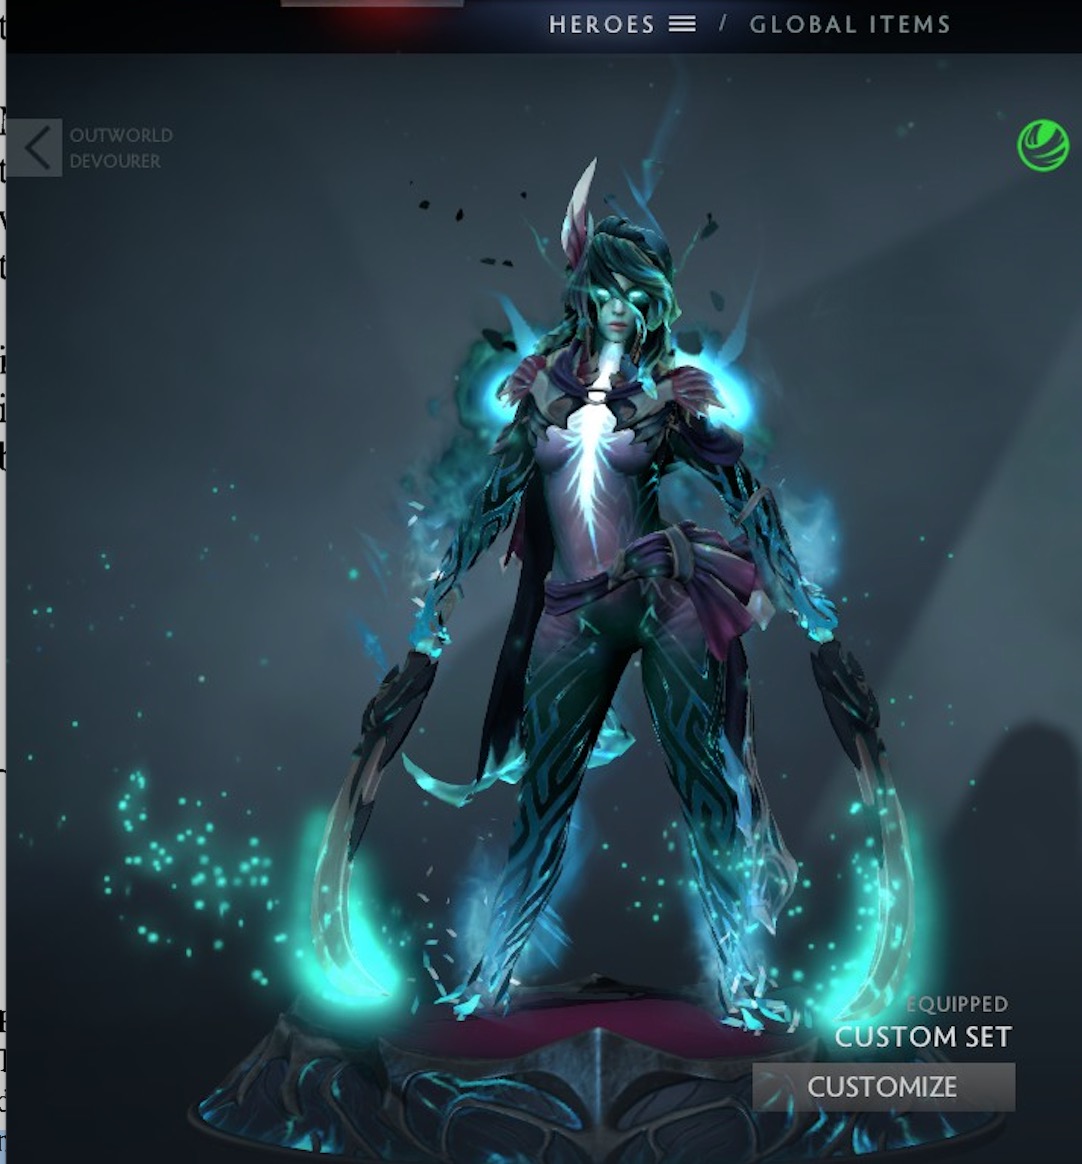 HEROES / GLOBAL ITEMS
OUTWORLD
DEVOURER
EQUIPPED
CUSTOM SET
CUSTOMIZE